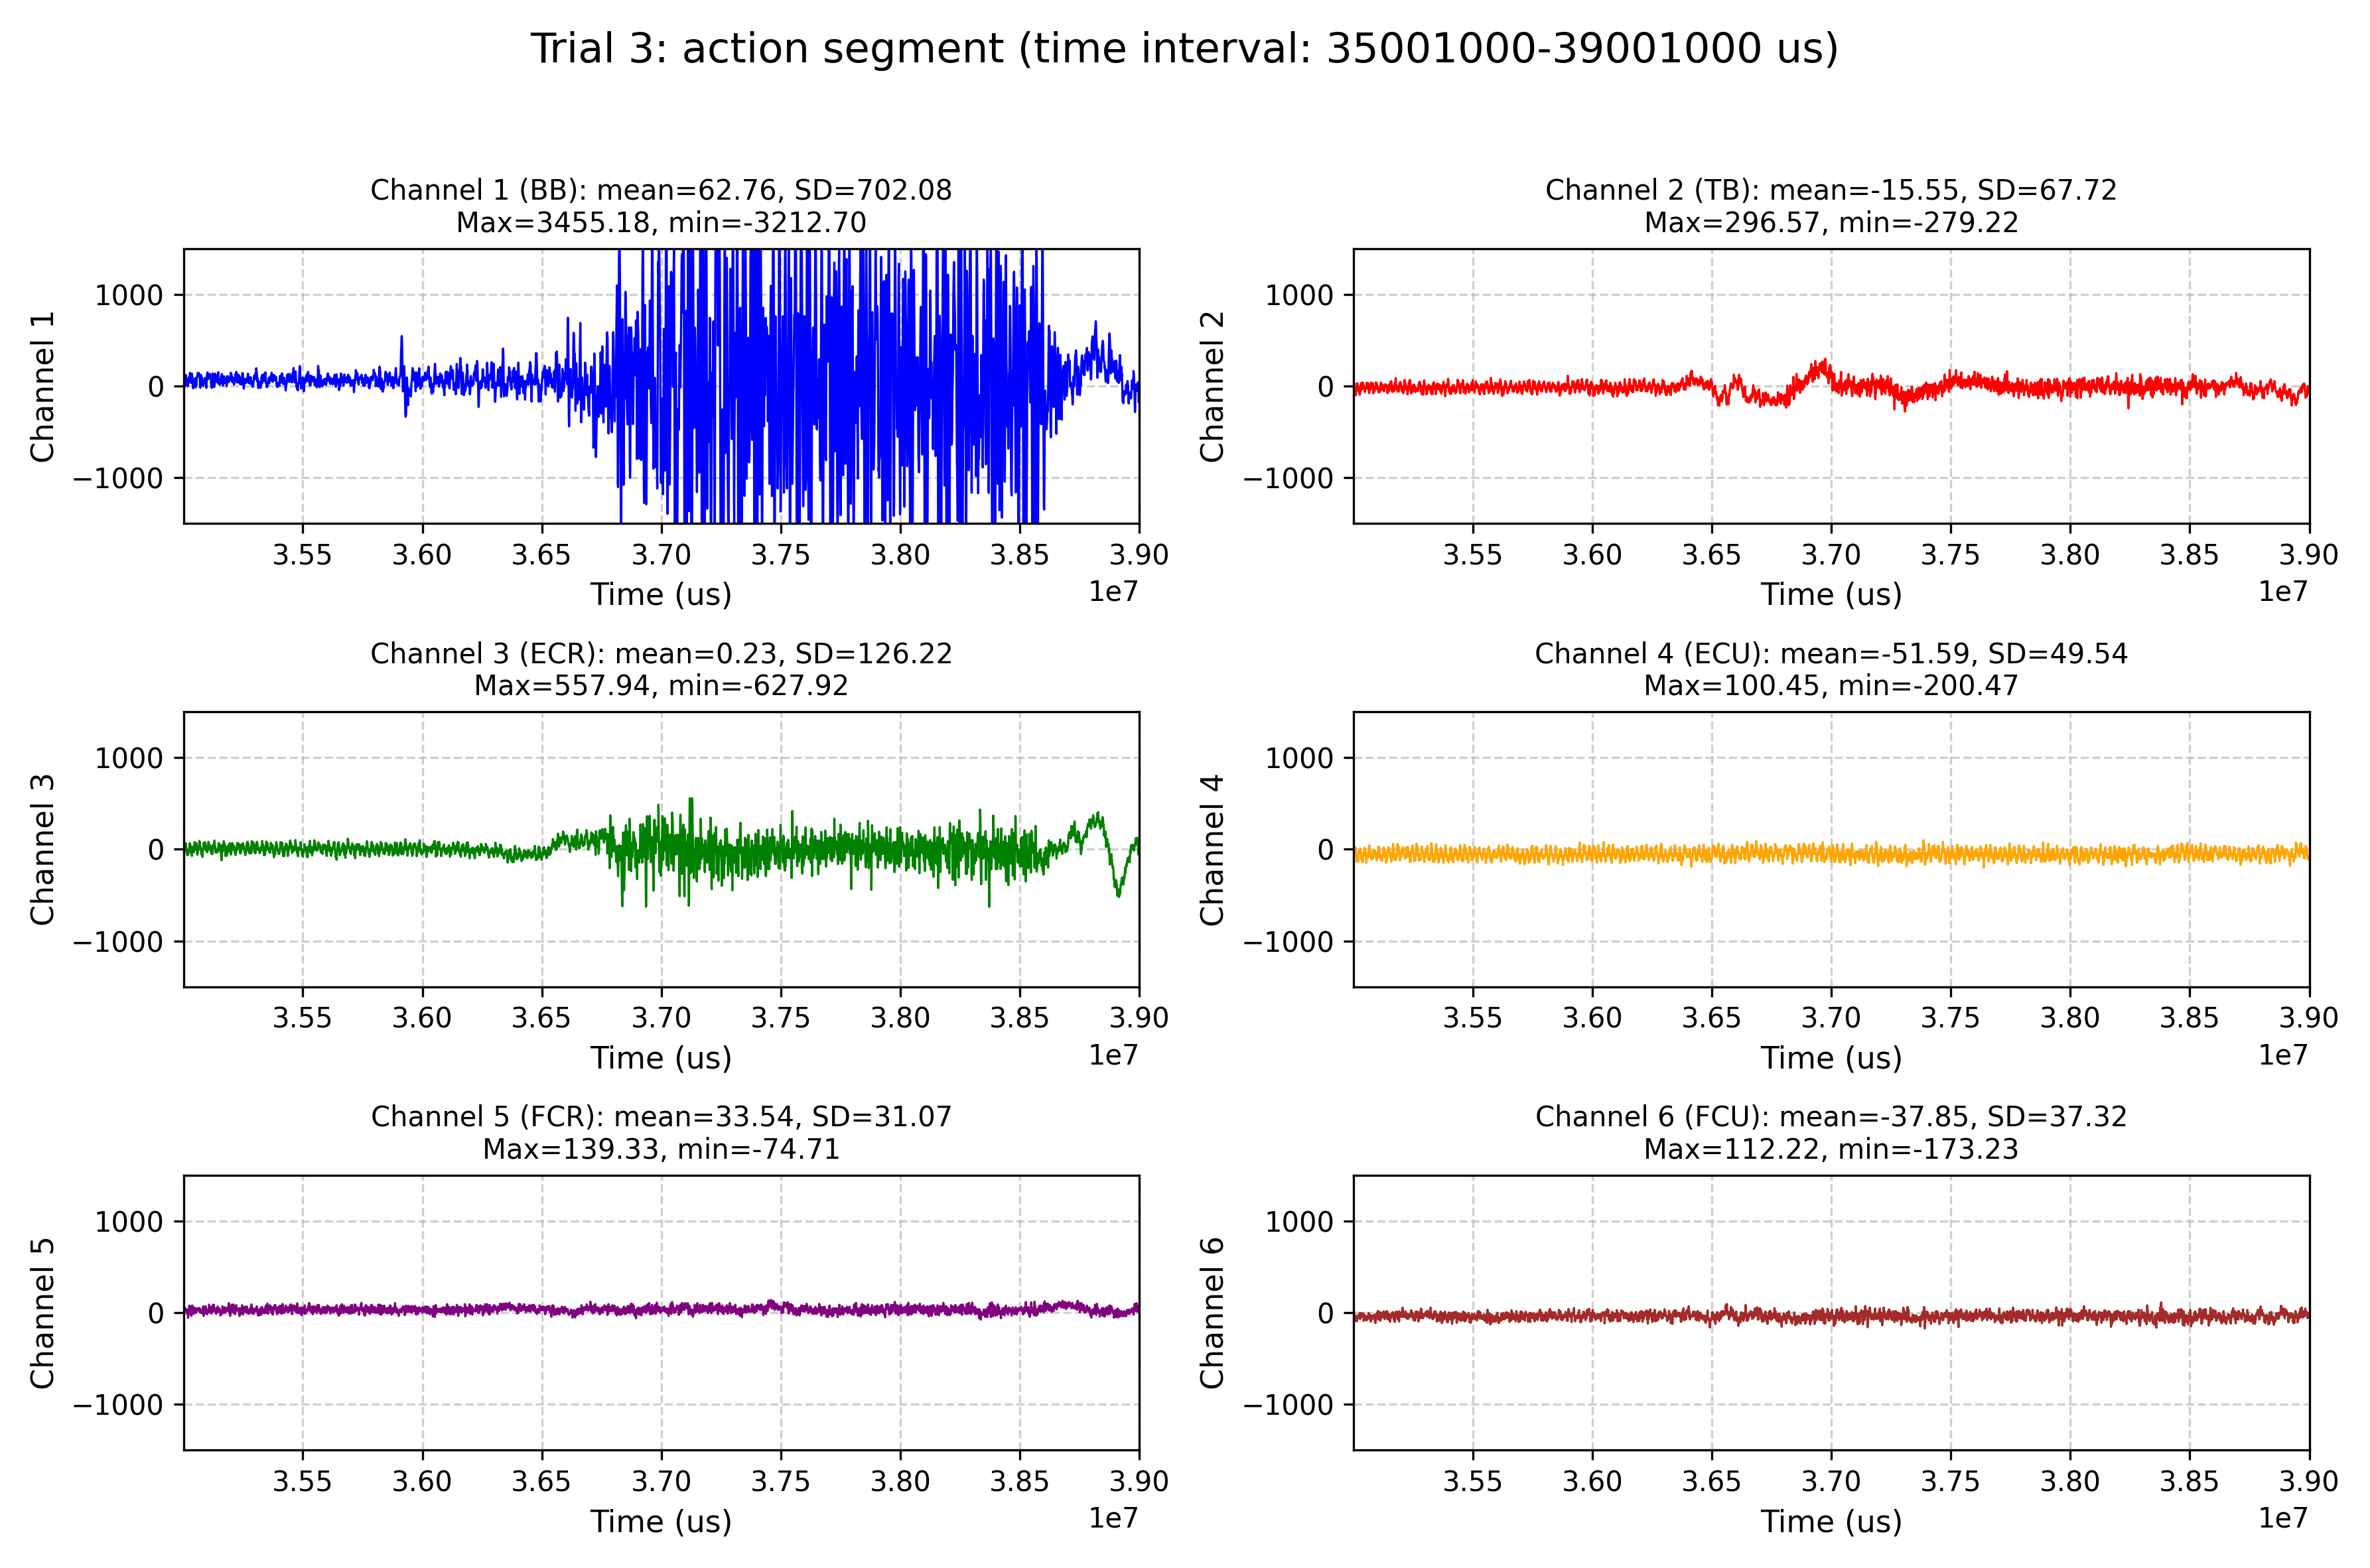 Trial 3: action segment (time interval: 35001000-39001000 us)
Channel 1 (BB): mean=62.76, SD=702.08
Max=3455.18, min=-3212.70
Channel 1
1000
0
−1000
3.55 3.60 3.65 3.70 3.75 3.80 3.85 3.90
1e7
Time (us)
Channel 2 (TB): mean=-15.55, SD=67.72
Max=296.57, min=-279.22
Channel 2
1000
0
−1000
3.55 3.60 3.65 3.70 3.75 3.80 3.85 3.90
1e7
Time (us)
Channel 3 (ECR): mean=0.23, SD=126.22
Max=557.94, min=-627.92
Channel 3
1000
0
−1000
3.55 3.60 3.65 3.70 3.75 3.80 3.85 3.90
1e7
Time (us)
Channel 4 (ECU): mean=-51.59, SD=49.54
Max=100.45, min=-200.47
Channel 4
1000
0
−1000
3.55 3.60 3.65 3.70 3.75 3.80 3.85 3.90
1e7
Time (us)
Channel 5 (FCR): mean=33.54, SD=31.07
Max=139.33, min=-74.71
Channel 5
1000
0
−1000
3.55 3.60 3.65 3.70 3.75 3.80 3.85 3.90
1e7
Time (us)
Channel 6 (FCU): mean=-37.85, SD=37.32
Max=112.22, min=-173.23
Channel 6
1000
0
−1000
3.55 3.60 3.65 3.70 3.75 3.80 3.85 3.90
1e7
Time (us)